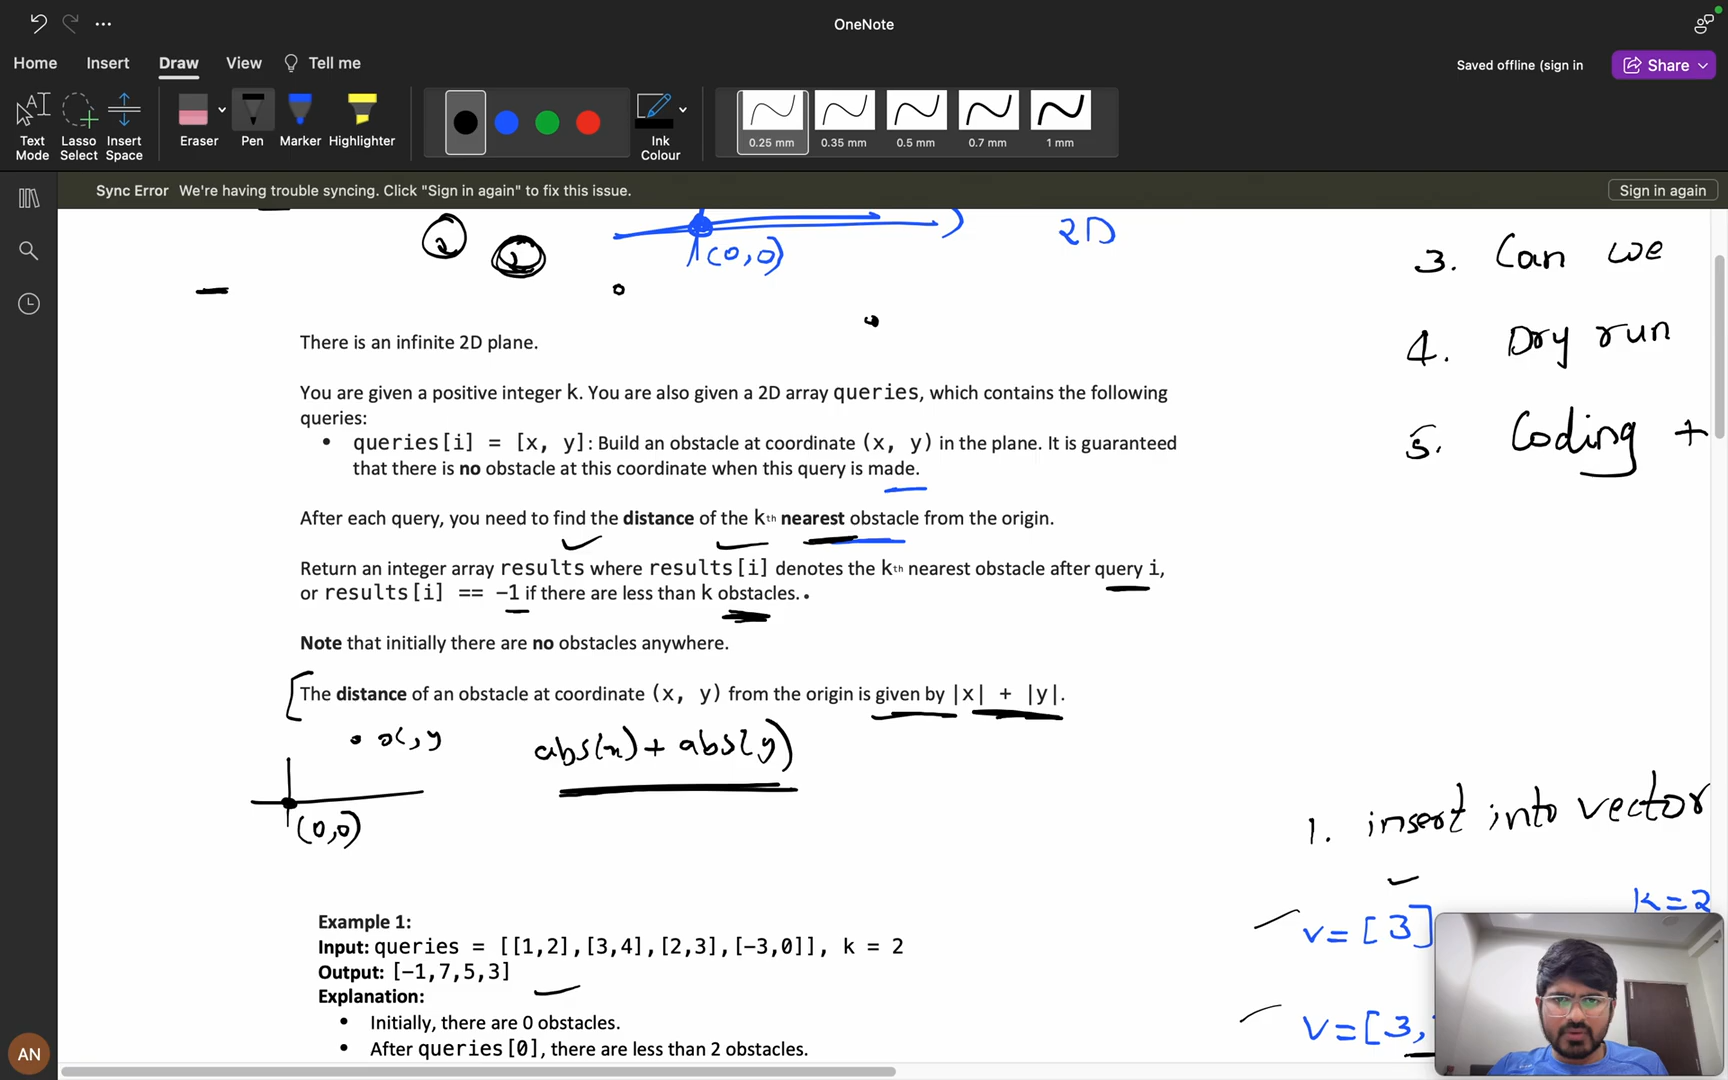 OneNote
Home Insert Draw View Tell me
Saved offline (sign in
Share
Text Mode
Lasso Select
Insert Space
Eraser
Pen
Marker
Highlighter
Ink Colour
0.25 mm
0.35 mm
0.5 mm
0.7 mm
1 mm
Sync Error We're having trouble syncing. Click "Sign in again" to fix this issue.
Sign in again
(0,0)
2D
3. Can we
4. Dry run
5. Coding +
There is an infinite 2D plane.
You are given a positive integer k. You are also given a 2D array queries, which contains the following
queries:
• queries[i] = [x, y]: Build an obstacle at coordinate (x, y) in the plane. It is guaranteed
that there is no obstacle at this coordinate when this query is made.
After each query, you need to find the distance of the kth nearest obstacle from the origin.
Return an integer array results where results[i] denotes the kth nearest obstacle after query i,
or results[i] == -1 if there are less than k obstacles.
Note that initially there are no obstacles anywhere.
The distance of an obstacle at coordinate (x, y) from the origin is given by |x| + |y|.
x, y
abs(x) + abs(y)
(0,0)
1. insert into vector
k=2
v= [3]
v= [3,
Example 1:
Input: queries = [[1,2],[3,4],[2,3],[-3,0]], k = 2
Output: [-1,7,5,3]
Explanation:
• Initially, there are 0 obstacles.
• After queries[0], there are less than 2 obstacles.
AN